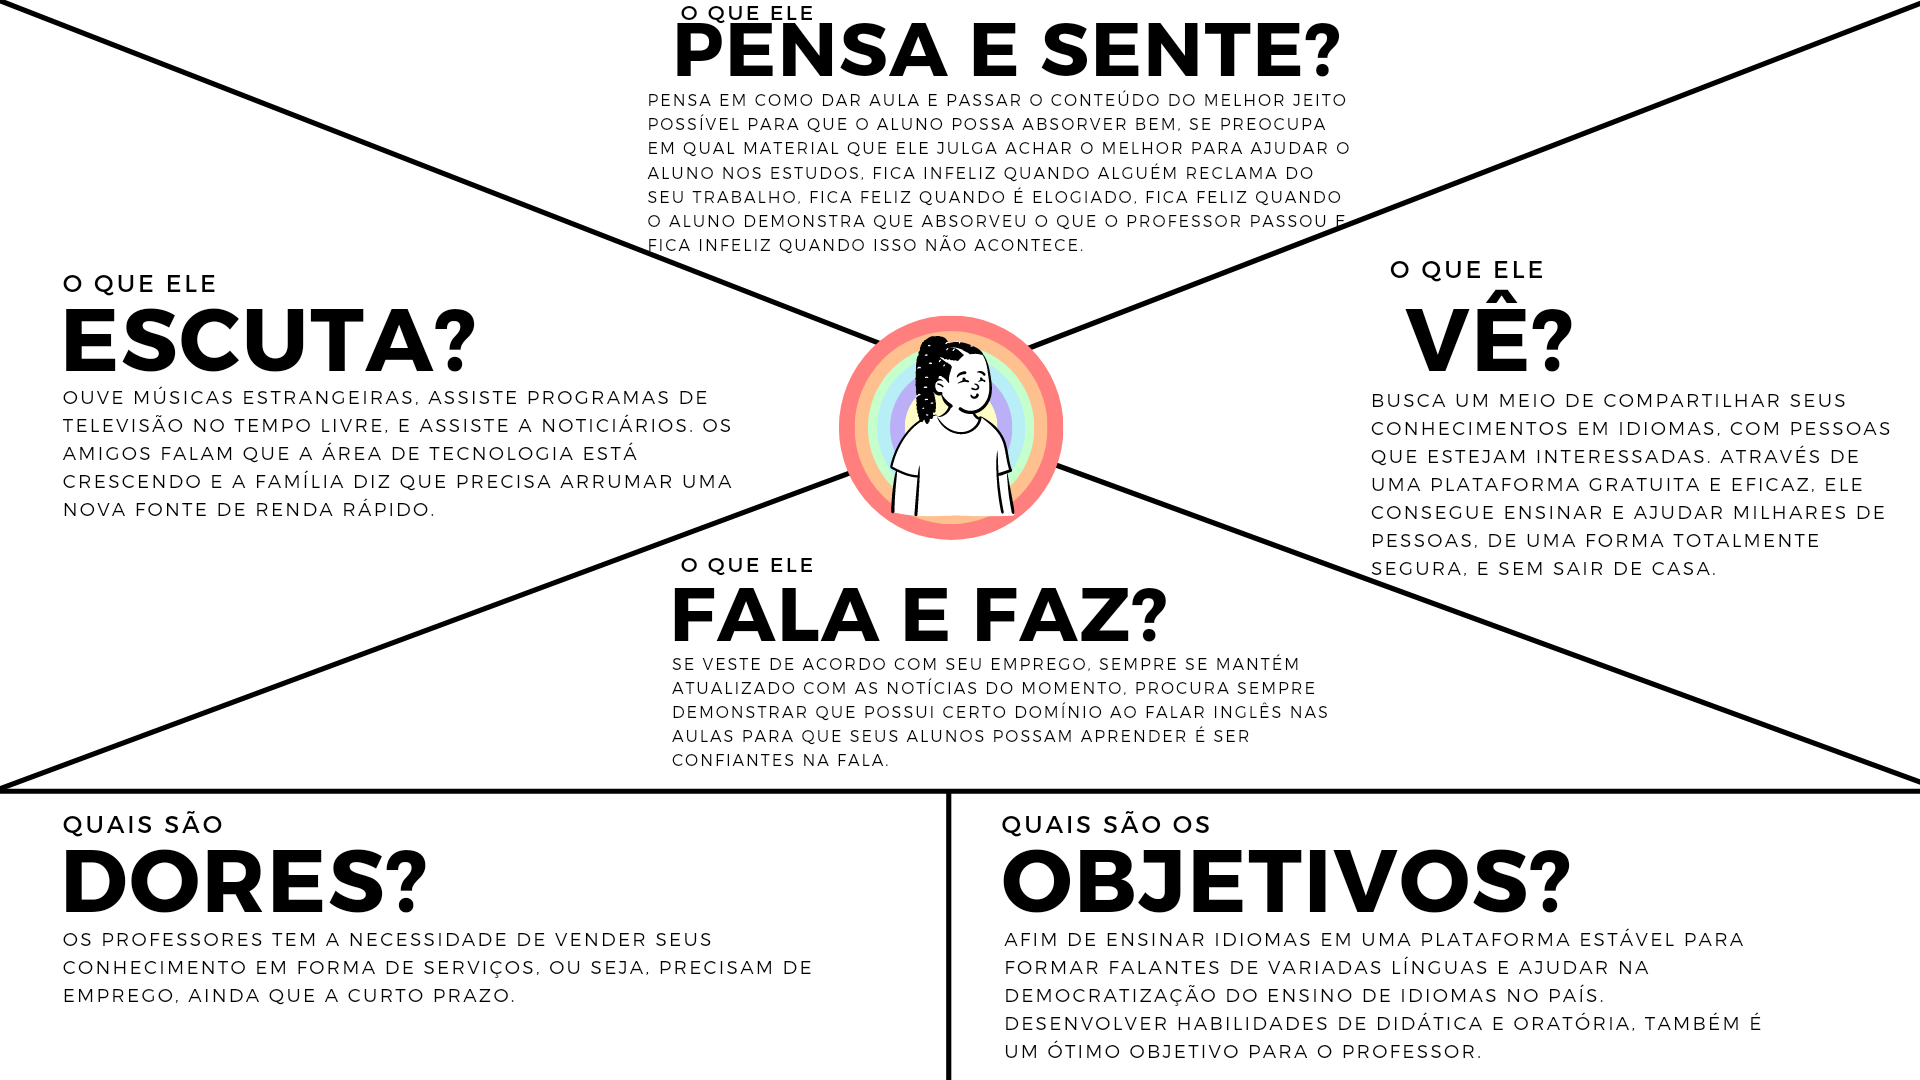 O QUE ELE
PENSA E SENTE?
PENSA EM COMO DAR AULA E PASSAR O CONTEÚDO DO MELHOR JEITO
POSSÍVEL PARA QUE O ALUNO POSSA ABSORVER BEM, SE PREOCUPA
EM QUAL MATERIAL QUE ELE JULGA ACHAR O MELHOR PARA AJUDAR O
ALUNO NOS ESTUDOS, FICA INFELIZ QUANDO ALGUÉM RECLAMA DO
SEU TRABALHO, FICA FELIZ QUANDO É ELOGIADO, FICA FELIZ QUANDO
O ALUNO DEMONSTRA QUE ABSORVEU O QUE O PROFESSOR PASSOU E
FICA INFELIZ QUANDO ISSO NÃO ACONTECE.
O QUE ELE
ESCUTA?
OUVE MÚSICAS ESTRANGEIRAS, ASSISTE PROGRAMAS DE
TELEVISÃO NO TEMPO LIVRE, E ASSISTE A NOTICIÁRIOS. OS
AMIGOS FALAM QUE A ÁREA DE TECNOLOGIA ESTÁ
CRESCENDO E A FAMÍLIA DIZ QUE PRECISA ARRUMAR UMA
NOVA FONTE DE RENDA RÁPIDO.
O QUE ELE
VÊ?
BUSCA UM MEIO DE COMPARTILHAR SEUS
CONHECIMENTOS EM IDIOMAS, COM PESSOAS
QUE ESTEJAM INTERESSADAS. ATRAVÉS DE
UMA PLATAFORMA GRATUITA E EFICAZ, ELE
CONSEGUE ENSINAR E AJUDAR MILHARES DE
PESSOAS, DE UMA FORMA TOTALMENTE
SEGURA, E SEM SAIR DE CASA.
O QUE ELE
FALA E FAZ?
SE VESTE DE ACORDO COM SEU EMPREGO, SEMPRE SE MANTÉM
ATUALIZADO COM AS NOTÍCIAS DO MOMENTO, PROCURA SEMPRE
DEMONSTRAR QUE POSSUI CERTO DOMÍNIO AO FALAR INGLÊS NAS
AULAS PARA QUE SEUS ALUNOS POSSAM APRENDER É SER
CONFIANTES NA FALA.
QUAIS SÃO
DORES?
OS PROFESSORES TEM A NECESSIDADE DE VENDER SEUS
CONHECIMENTO EM FORMA DE SERVIÇOS, OU SEJA, PRECISAM DE
EMPREGO, AINDA QUE A CURTO PRAZO.
QUAIS SÃO OS
OBJETIVOS?
AFIM DE ENSINAR IDIOMAS EM UMA PLATAFORMA ESTÁVEL PARA
FORMAR FALANTES DE VARIADAS LÍNGUAS E AJUDAR NA
DEMOCRATIZAÇÃO DO ENSINO DE IDIOMAS NO PAÍS.
DESENVOLVER HABILIDADES DE DIDÁTICA E ORATÓRIA, TAMBÉM É
UM ÓTIMO OBJETIVO PARA O PROFESSOR.